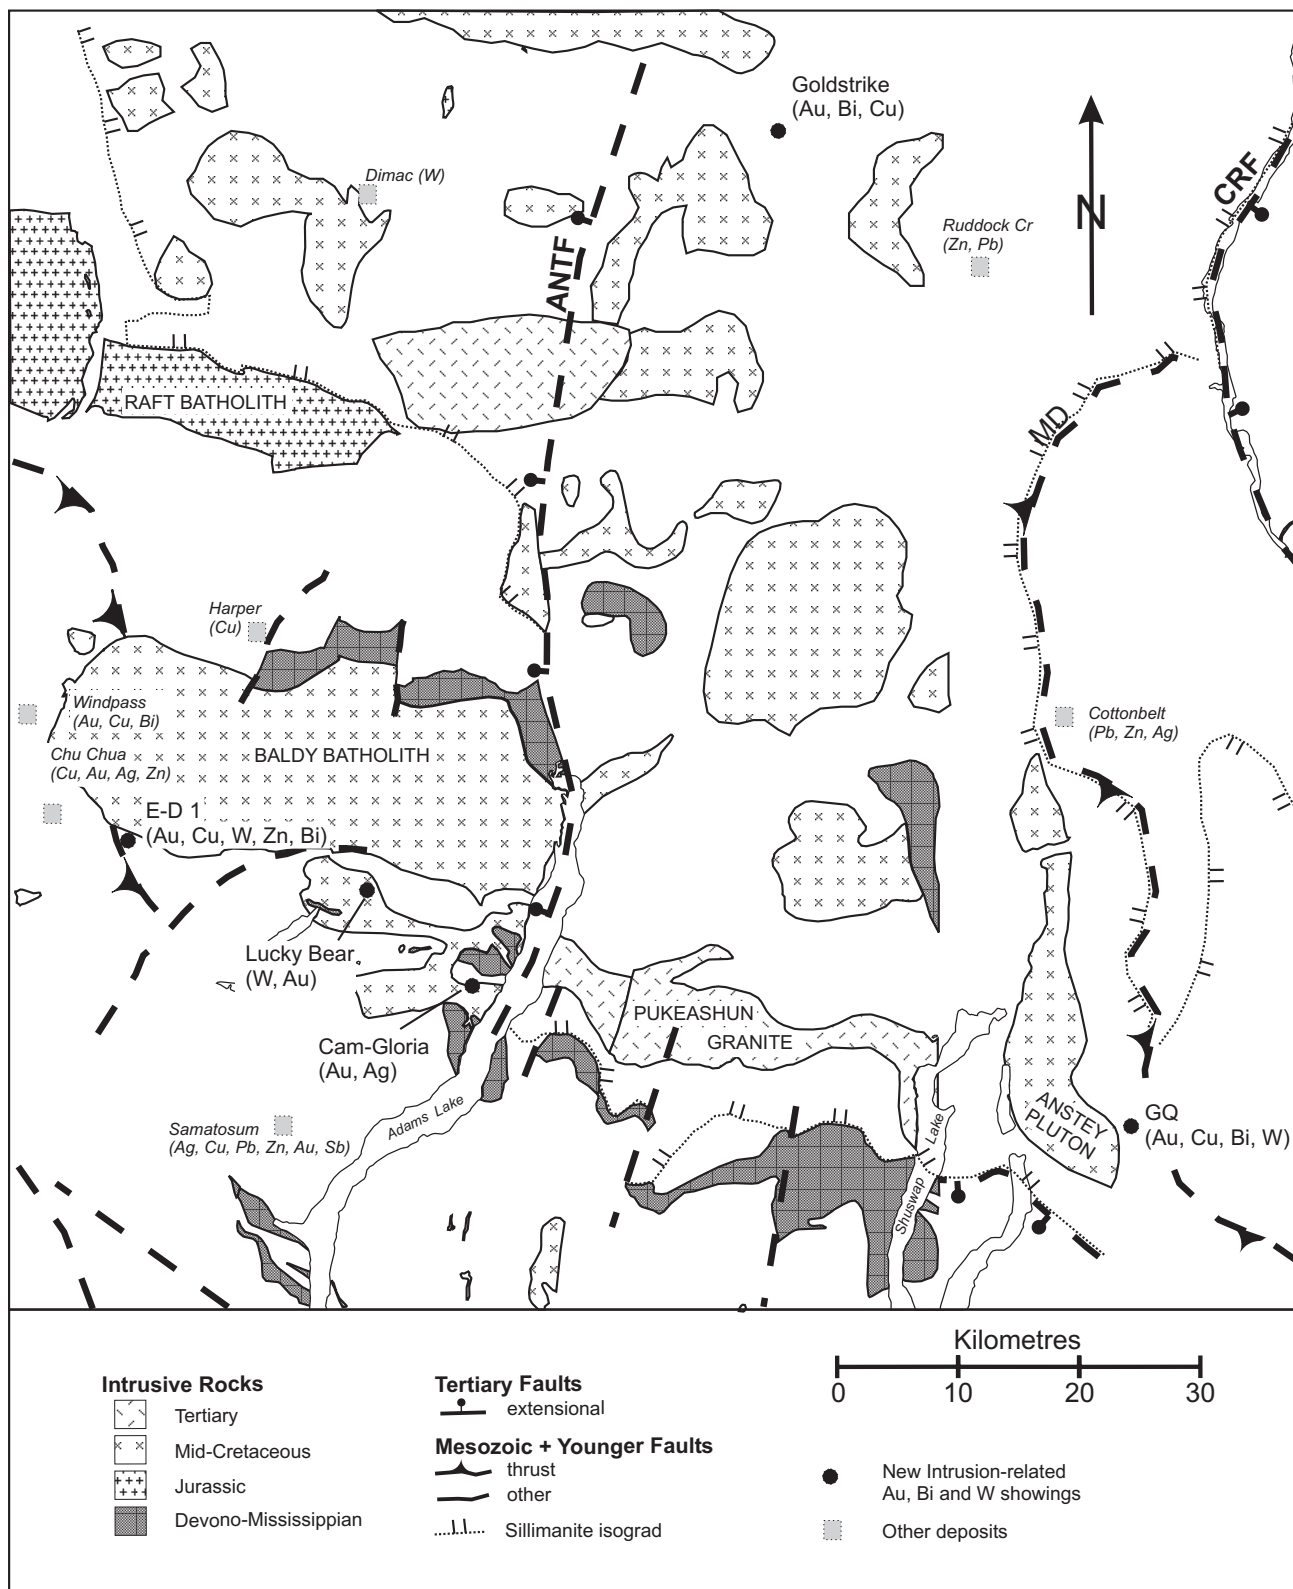 Goldstrike
(Au, Bi, Cu)
Dimac (W)
CRF
N
Ruddock Cr
(Zn, Pb)
ANTF
RAFT BATHOLITH
MD
Harper
(Cu)
Windpass
(Au, Cu, Bi)
Cottonbelt
(Pb, Zn, Ag)
Chu Chua
(Cu, Au, Ag, Zn)
BALDY BATHOLITH
E-D 1
(Au, Cu, W, Zn, Bi)
Lucky Bear
(W, Au)
PUKEASHUN
GRANITE
Cam-Gloria
(Au, Ag)
Adams Lake
Samatosum
(Ag, Cu, Pb, Zn, Au, Sb)
Shuswap Lake
ANSTEY
PLUTON
GQ
(Au, Cu, Bi, W)
Kilometres
0 10 20 30
Intrusive Rocks
Tertiary
Mid-Cretaceous
Jurassic
Devono-Mississippian
Tertiary Faults
extensional
Mesozoic + Younger Faults
thrust
other
Sillimanite isograd
New Intrusion-related
Au, Bi and W showings
Other deposits